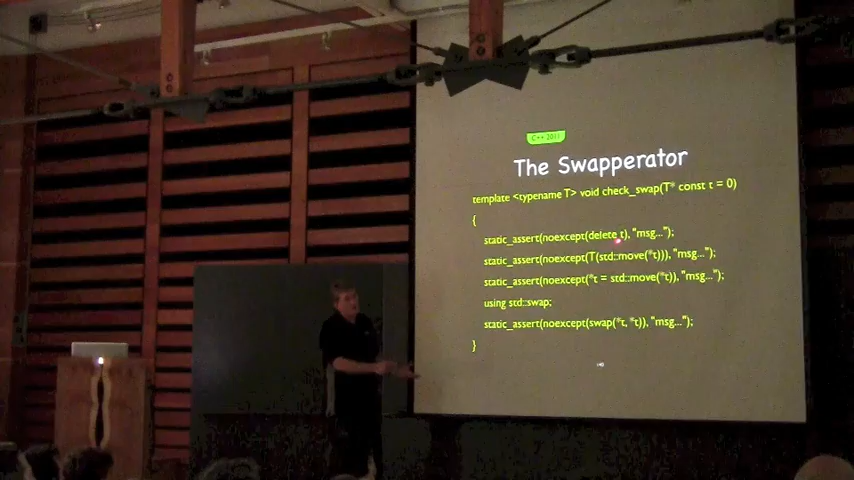 C++ 2011
The Swapperator
template <typename T> void check_swap(T* const t = 0)
{
static_assert(noexcept(delete t), "msg...");
static_assert(noexcept(T(std::move(*t))), "msg...");
static_assert(noexcept(*t = std::move(*t)), "msg...");
using std::swap;
static_assert(noexcept(swap(*t, *t)), "msg...");
}